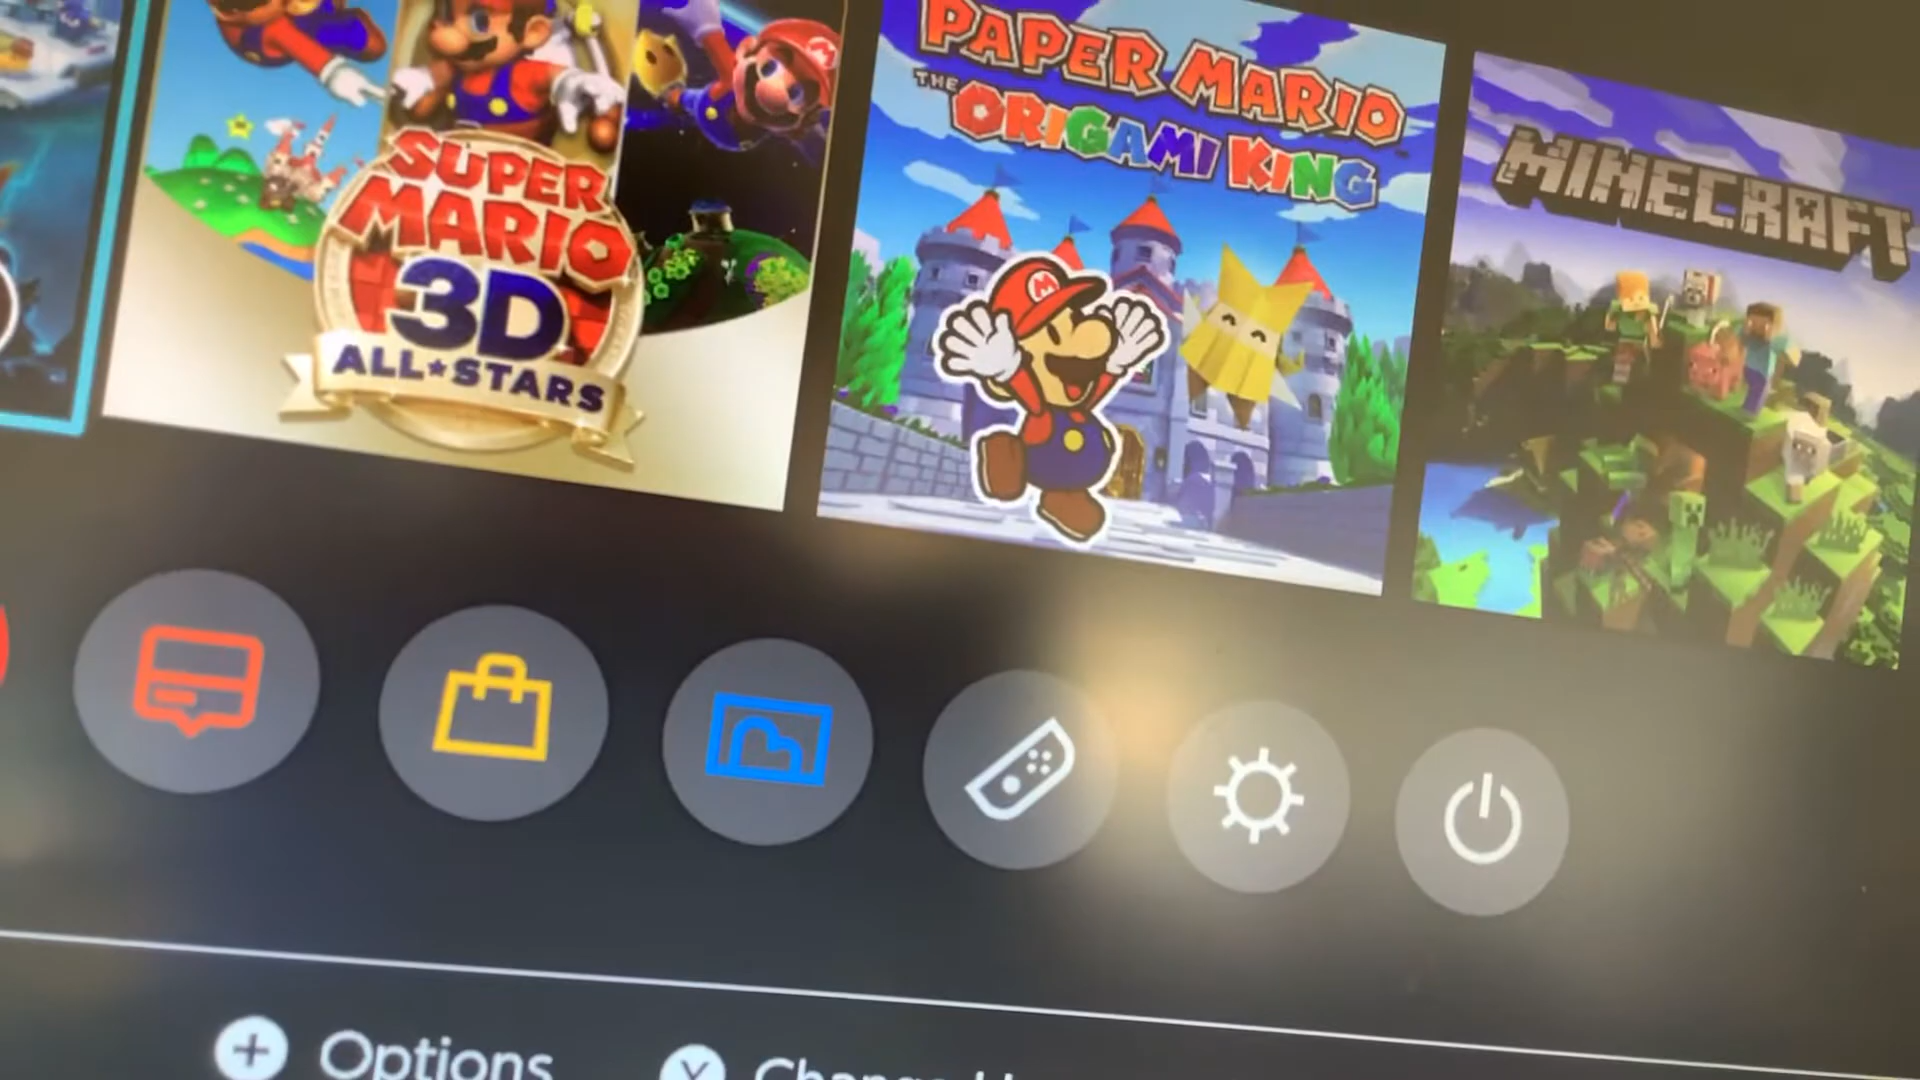 SUPER
MARIO
3D
ALL★STARS
PAPER MARIO
THE
ORIGAMI KING
MINECRAFT
+ Options
Y